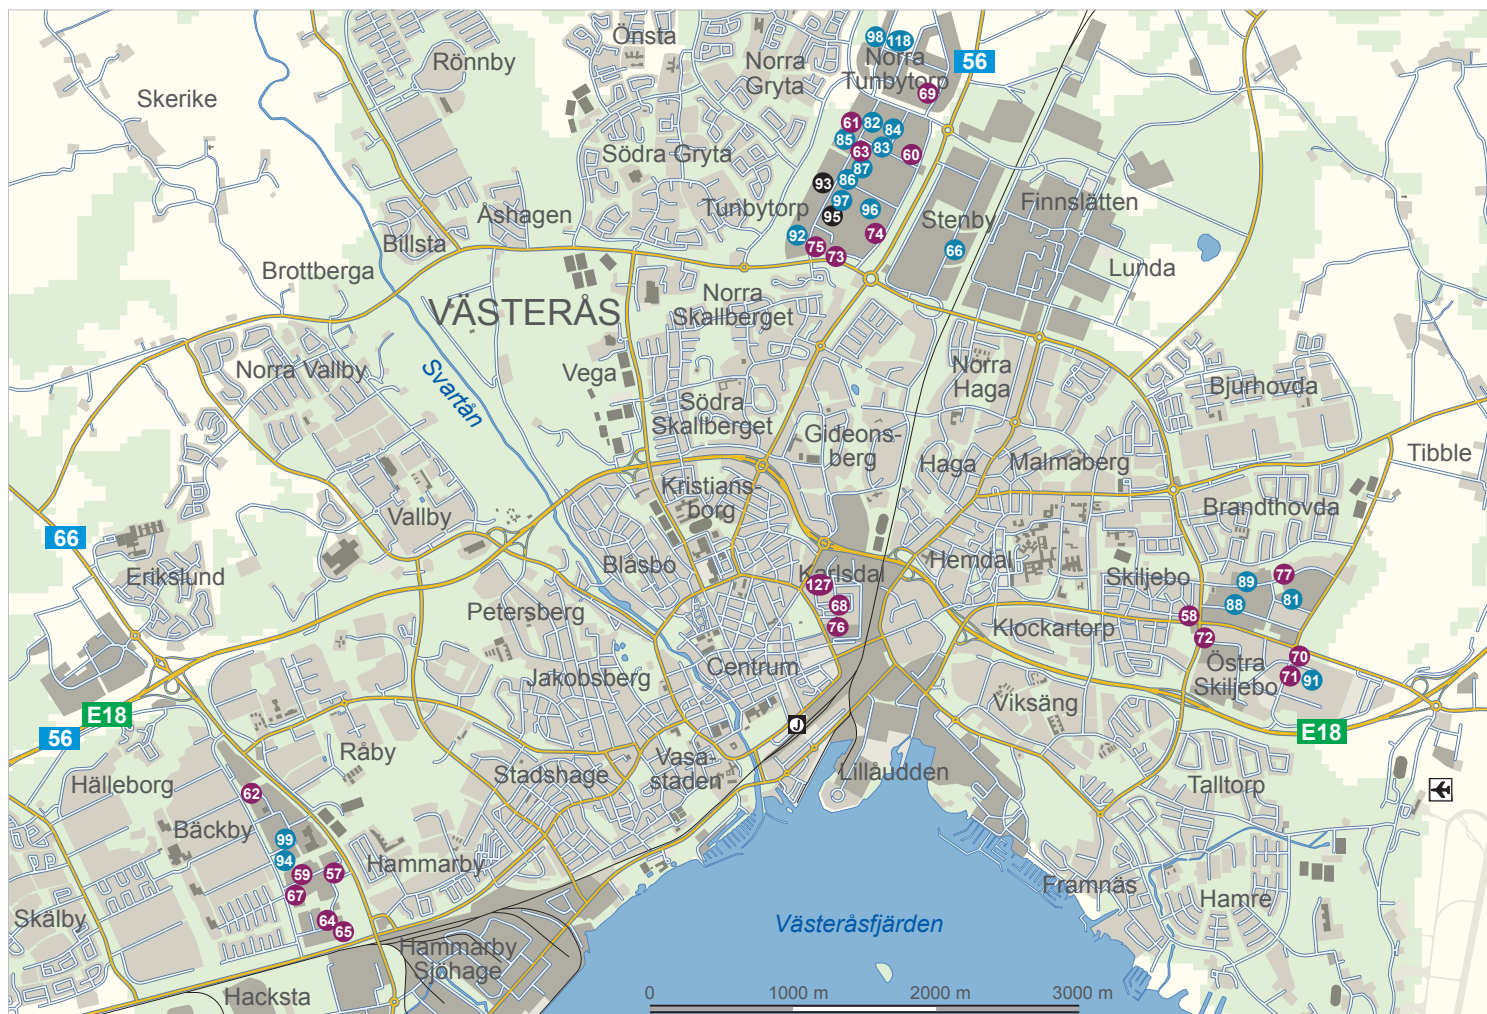 Önsta
98
118
Norra
Tunbytorp
56
Rönnby
Norra
Gryta
Skerike
69
61
82
84
85
63
83
60
Södra Gryta
87
93
86
97
96
95
Tunbytorp
Finnslätten
Stenby
Åshagen
92
75
74
73
66
Billsta
Brottberga
Lunda
VÄSTERÅS
Norra
Skallberget
Norra Vallby
Svartån
Vega
Norra
Haga
Bjurhovda
Södra
Skallberget
Gideons-
berg
Haga
Malmaberg
Tibble
Kristians-
borg
Brandthovda
Vallby
66
Erikslund
Blåsbo
Karlsdal
Hemdal
Skiljebo
127
68
76
89
77
88
81
58
72
Petersberg
Klockartorp
Centrum
Jakobsberg
Östra
Skiljebo
70
71
91
Viksäng
E18
56
J
E18
Råby
Stadshage
Vasa-
staden
Lillåudden
Talltorp
Hälleborg
62
Bäckby
99
94
59
57
67
Hammarby
64
65
Framnäs
Hamre
Skälby
Västeråsfjärden
Hammarby
Sjöhage
Hacksta
0
1000 m
2000 m
3000 m